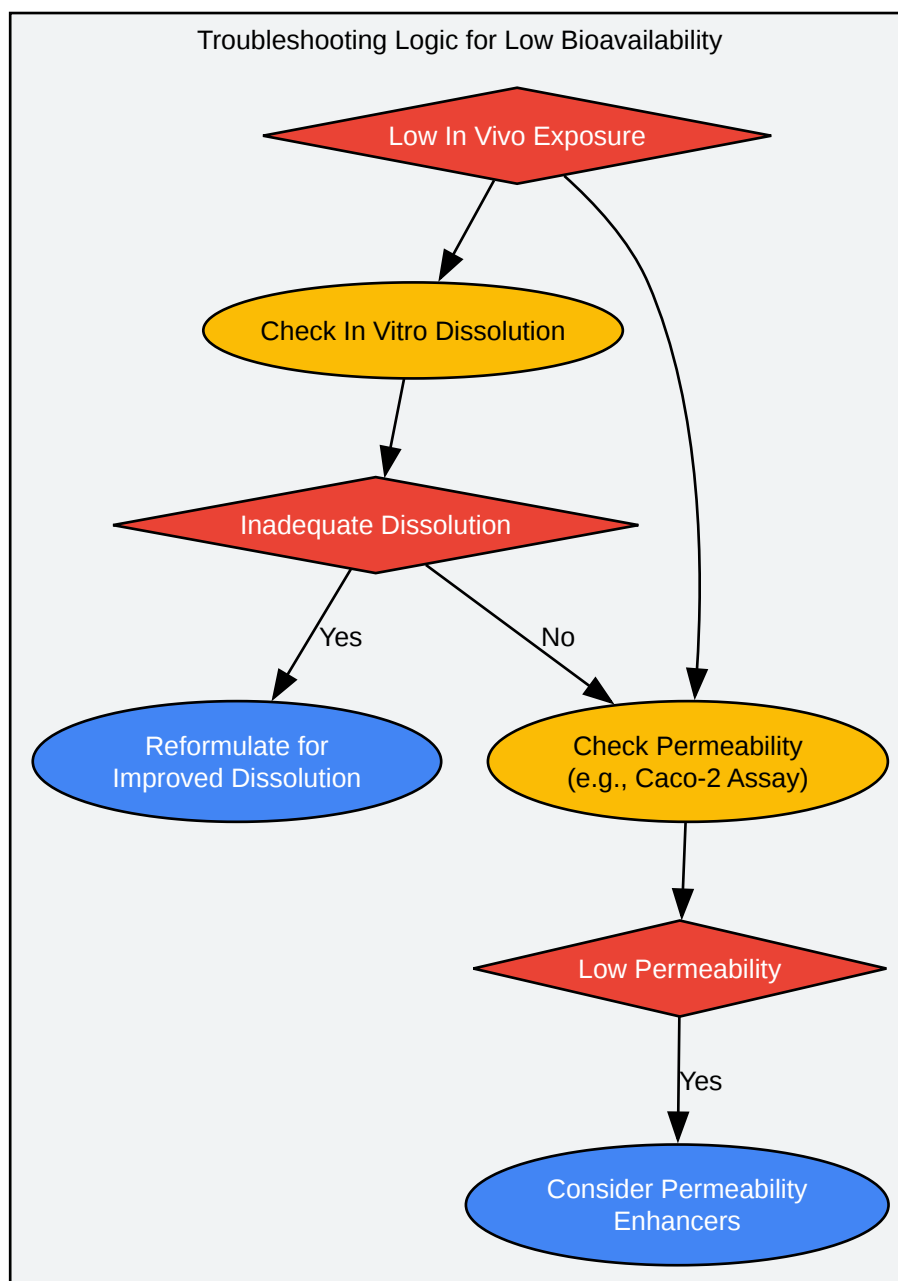 Troubleshooting Logic for Low Bioavailability
Low In Vivo Exposure
Check In Vitro Dissolution
Inadequate Dissolution
Yes
No
Reformulate for
Improved Dissolution
Check Permeability
(e.g., Caco-2 Assay)
Low Permeability
Yes
Consider Permeability
Enhancers